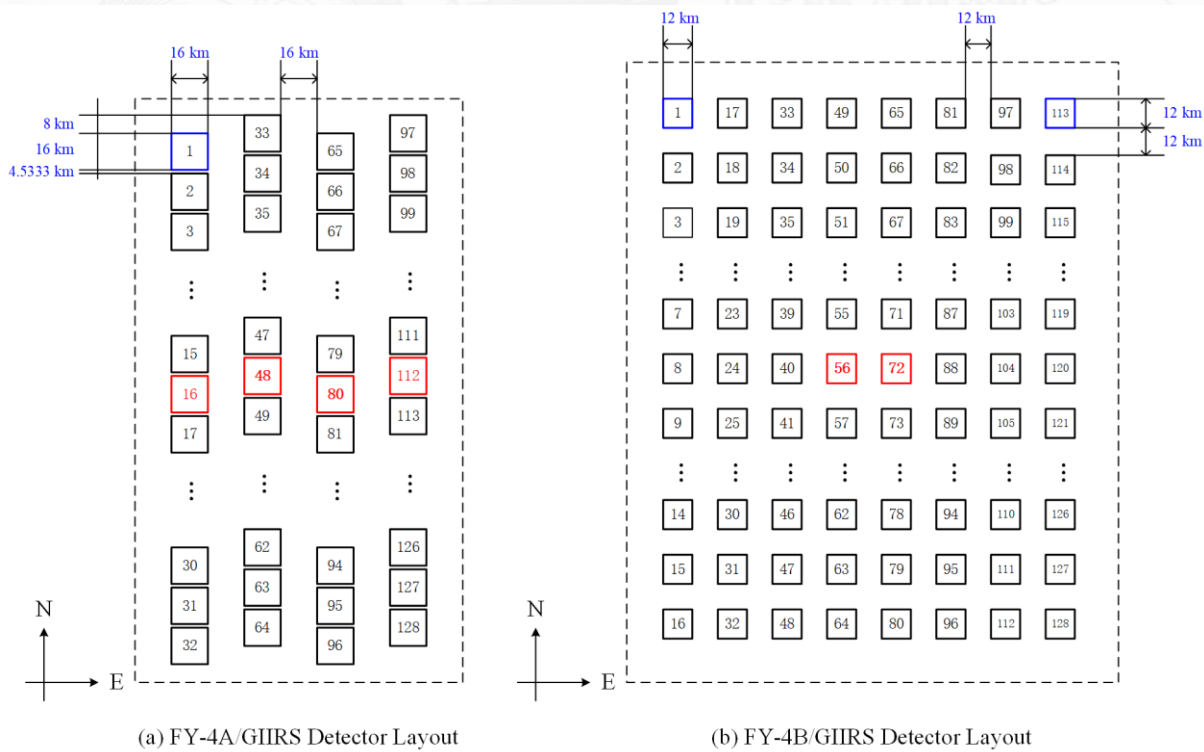 16 km
16 km
8 km
16 km
4.5333 km
1
2
3
⋮
15
16
17
⋮
30
31
32
33
34
35
⋮
47
48
49
⋮
62
63
64
65
66
67
⋮
79
80
81
⋮
94
95
96
97
98
99
⋮
111
112
113
⋮
126
127
128
N
E
(a) FY-4A/GIIRS Detector Layout
12 km
12 km
12 km
12 km
1 17 33 49 65 81 97 113
2 18 34 50 66 82 98 114
3 19 35 51 67 83 99 115
⋮ ⋮ ⋮ ⋮ ⋮ ⋮ ⋮ ⋮
7 23 39 55 71 87 103 119
8 24 40 56 72 88 104 120
9 25 41 57 73 89 105 121
⋮ ⋮ ⋮ ⋮ ⋮ ⋮ ⋮ ⋮
14 30 46 62 78 94 110 126
15 31 47 63 79 95 111 127
16 32 48 64 80 96 112 128
N
E
(b) FY-4B/GIIRS Detector Layout